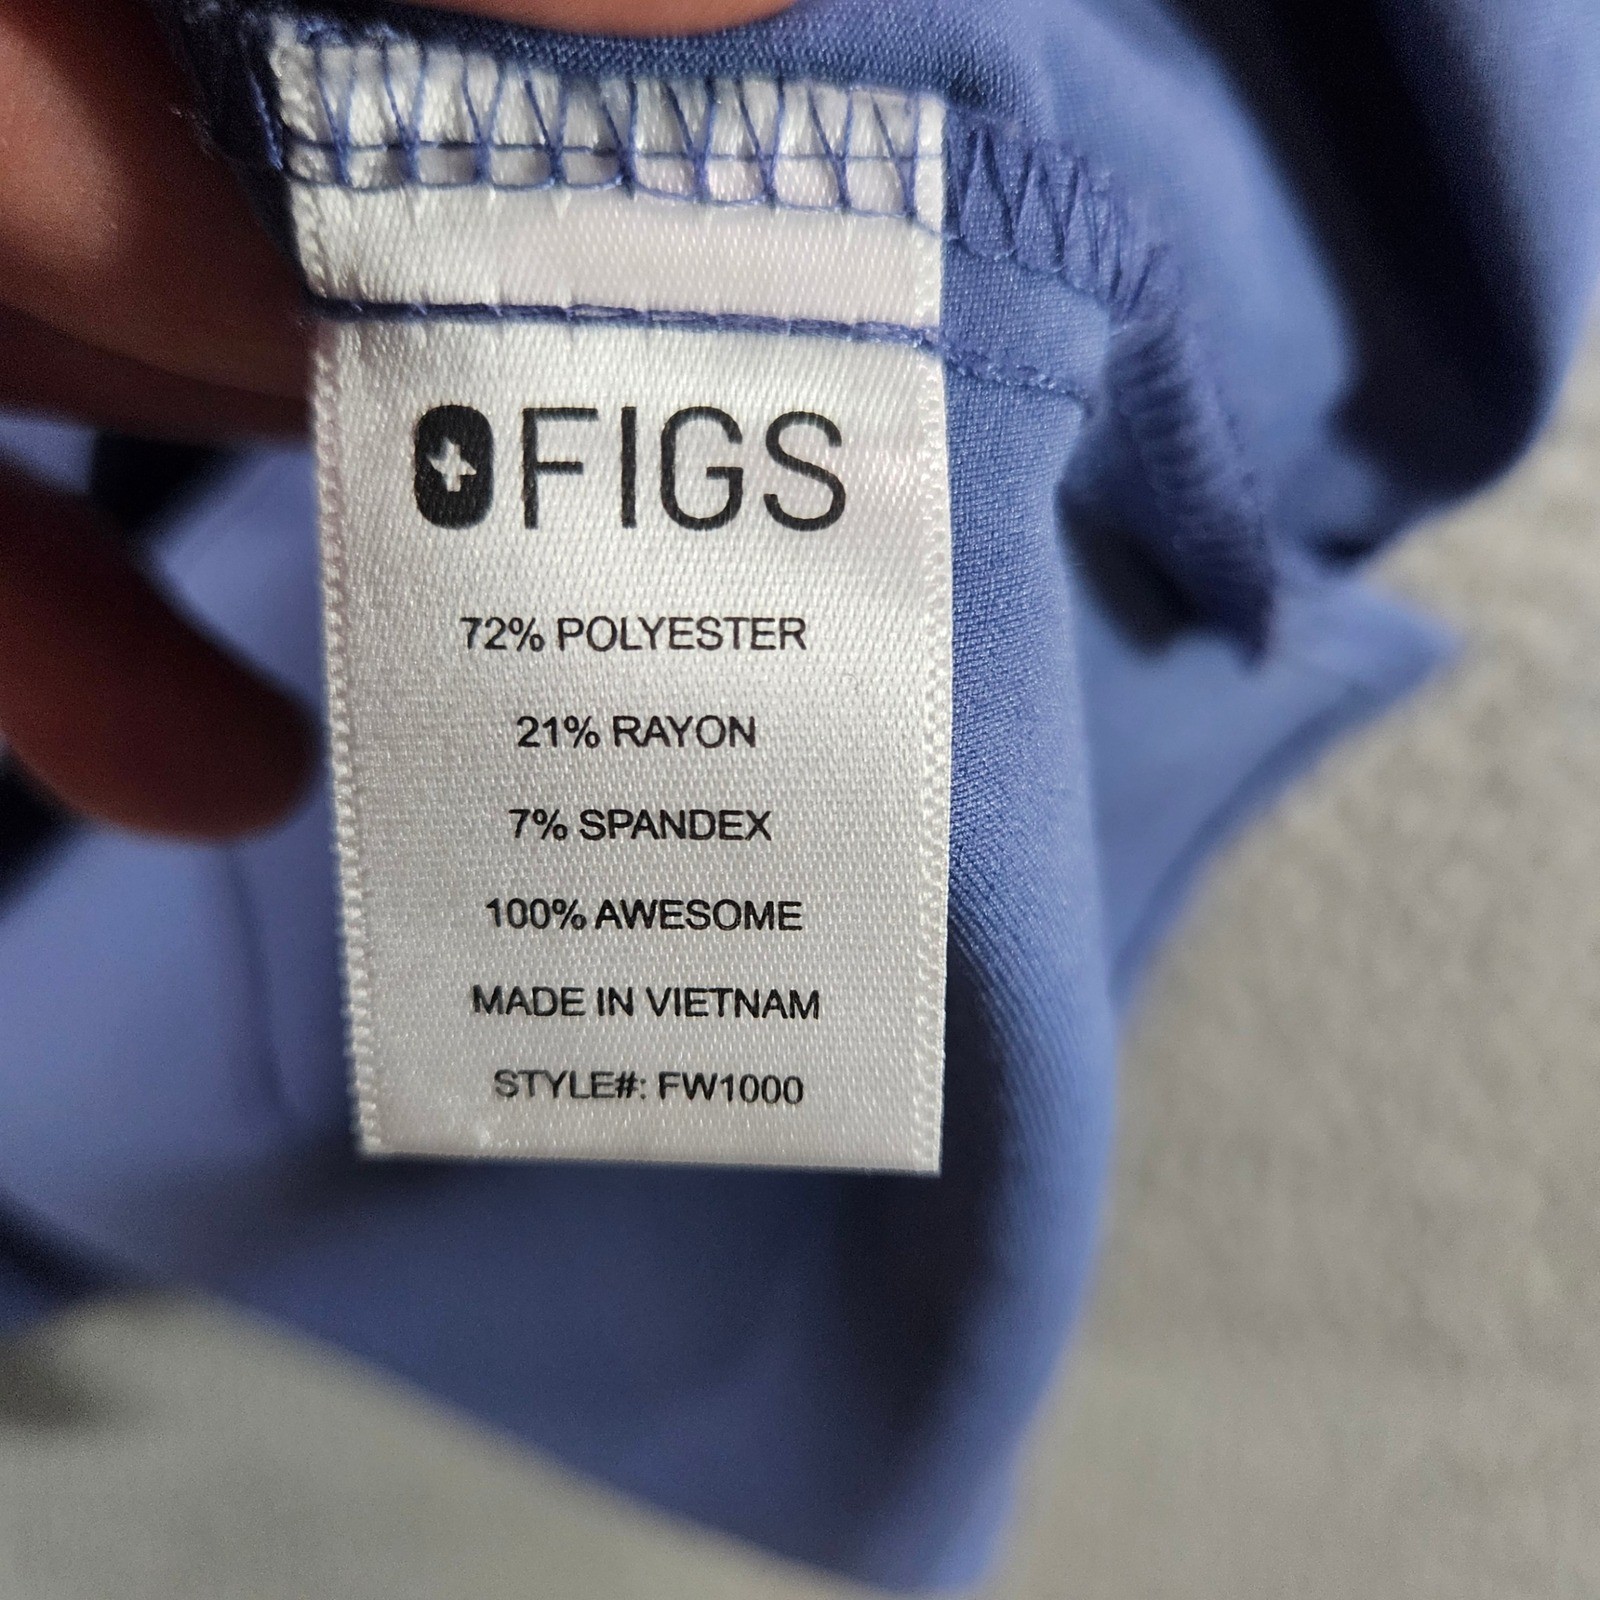 FIGS
72% POLYESTER
21% RAYON
7% SPANDEX
100% AWESOME
MADE IN VIETNAM
STYLE#: FW1000